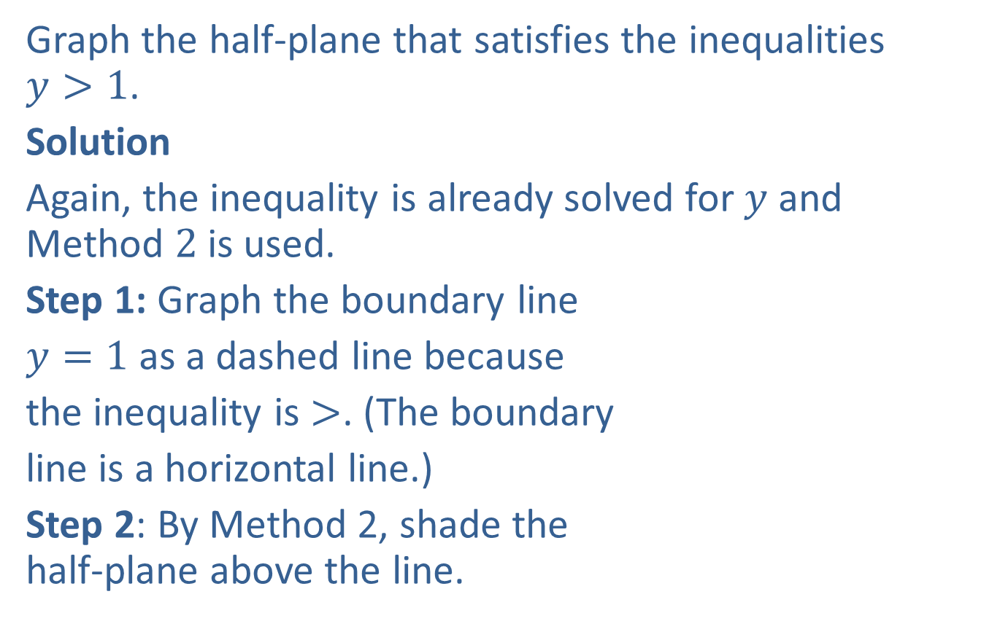 Graph the half-plane that satisfies the inequalities
y > 1.
Solution
Again, the inequality is already solved for y and
Method 2 is used.
Step 1: Graph the boundary line
y = 1 as a dashed line because
the inequality is >. (The boundary
line is a horizontal line.)
Step 2: By Method 2, shade the
half-plane above the line.